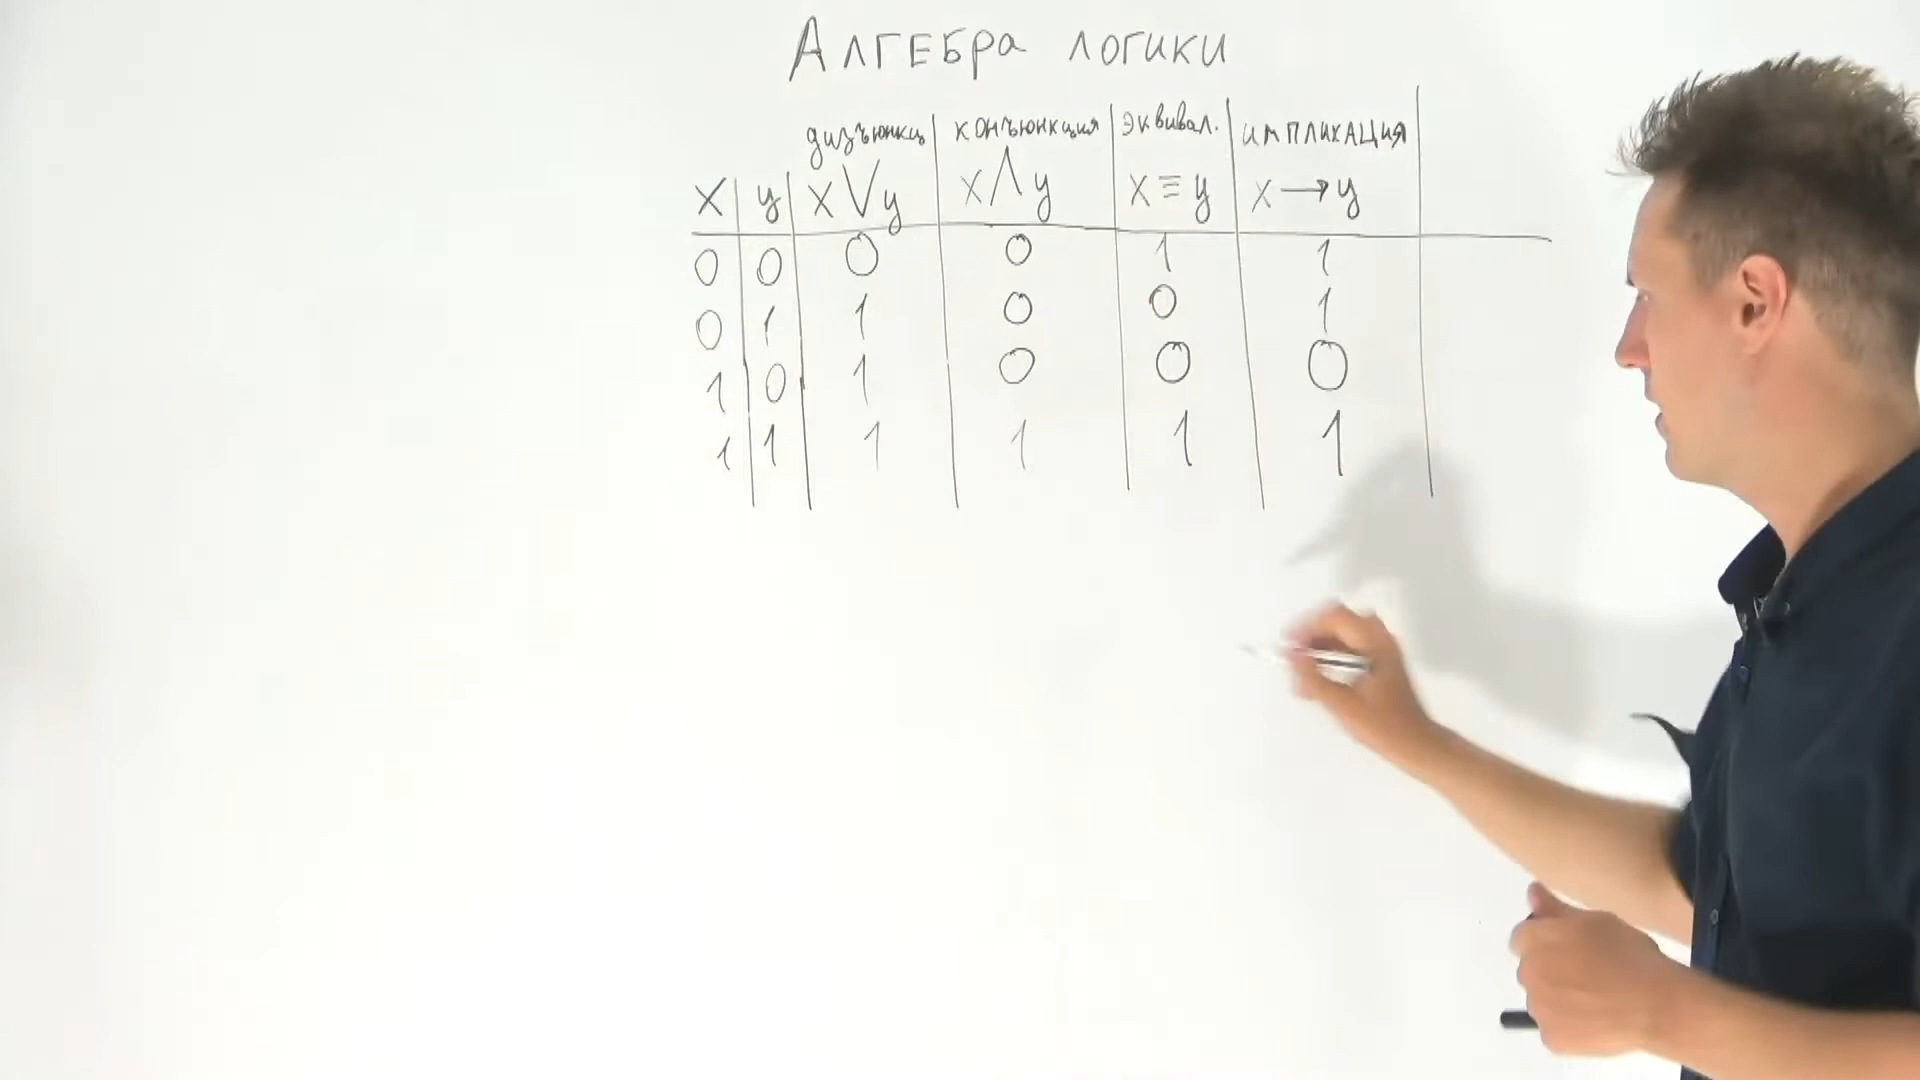 Алгебра логики
дизъюнкц конъюнкция эквивал. импликация
x y x ∨ y x ∧ y x ≡ y x → y
0 0 0 0 1 1
0 1 1 0 0 1
1 0 1 0 0 0
1 1 1 1 1 1